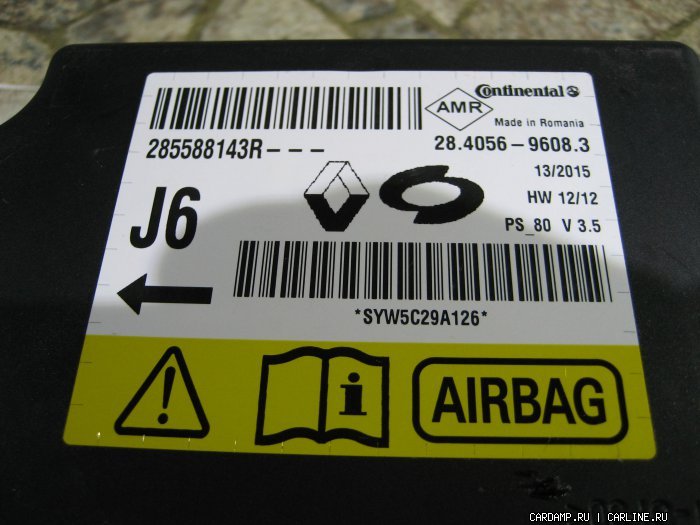 Continental
AMR
Made in Romania
285588143R---
28.4056-9608.3
13/2015
J6
HW 12/12
PS_80 V 3.5
*SYW5C29A126*
AIRBAG
CARDAMP.RU | CARLINE.RU